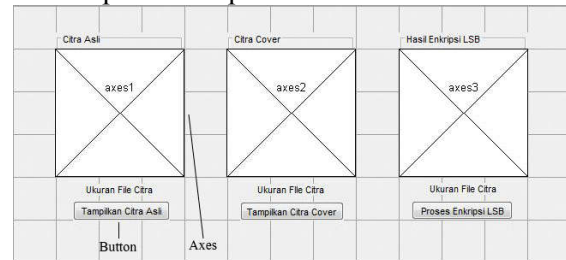 Citra Asli
Citra Cover
Hasil Enkripsi LSB
axes1
axes2
axes3
Ukuran File Citra
Ukuran File Citra
Ukuran File Citra
Tampilkan Citra Asli
Tampilkan Citra Cover
Proses Enkripsi LSB
Button
Axes